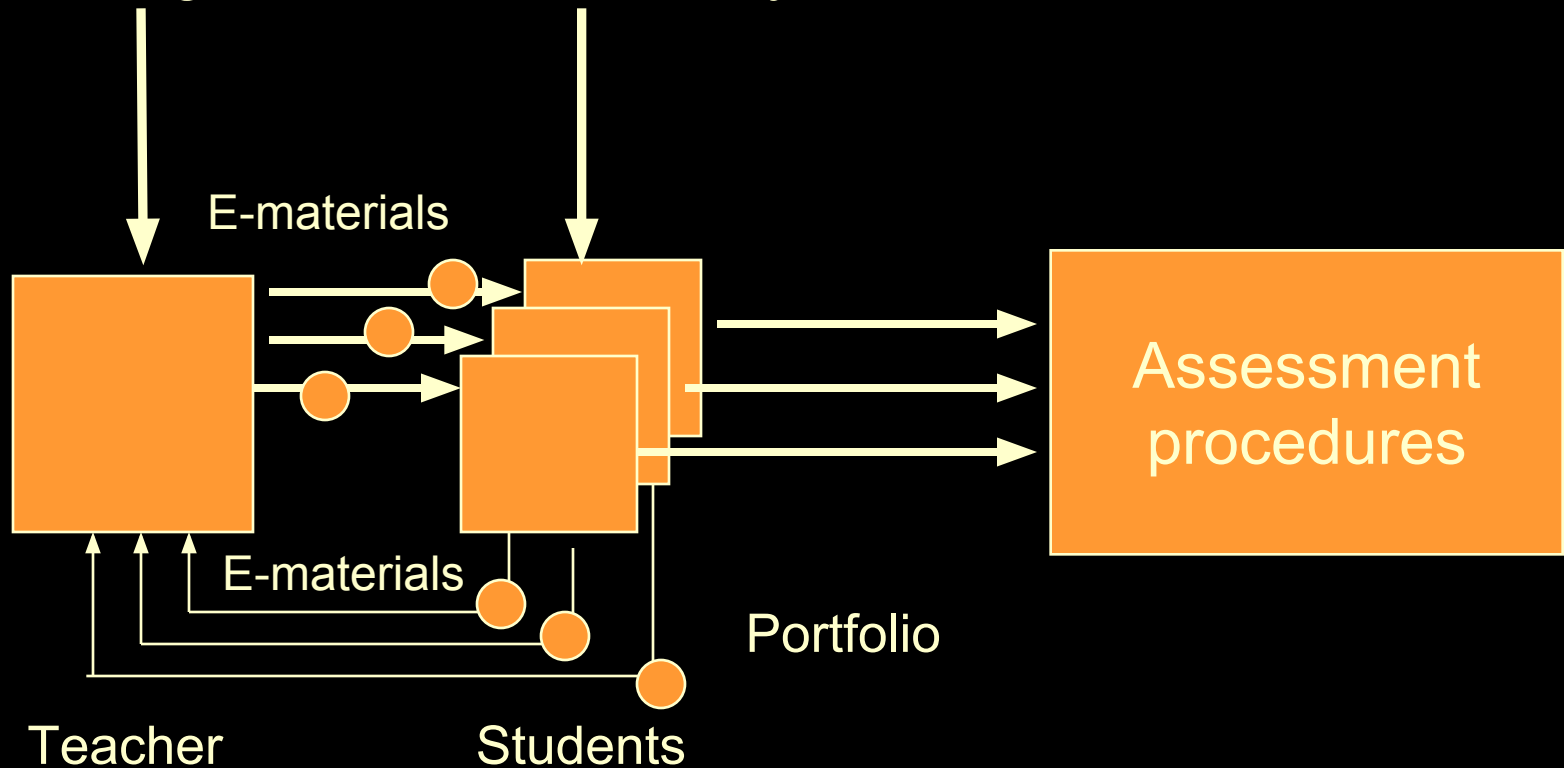 E-materials
Assessment
procedures
E-materials
Portfolio
Teacher
Students